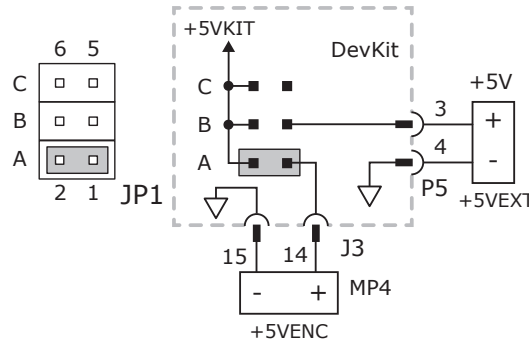 +5VKIT
6 5
DevKit
+5V
C
C
3
+
B
B
4
-
A
A
2 1
JP1
P5
+5VEXT
15
14
J3
- +
MP4
+5VENC